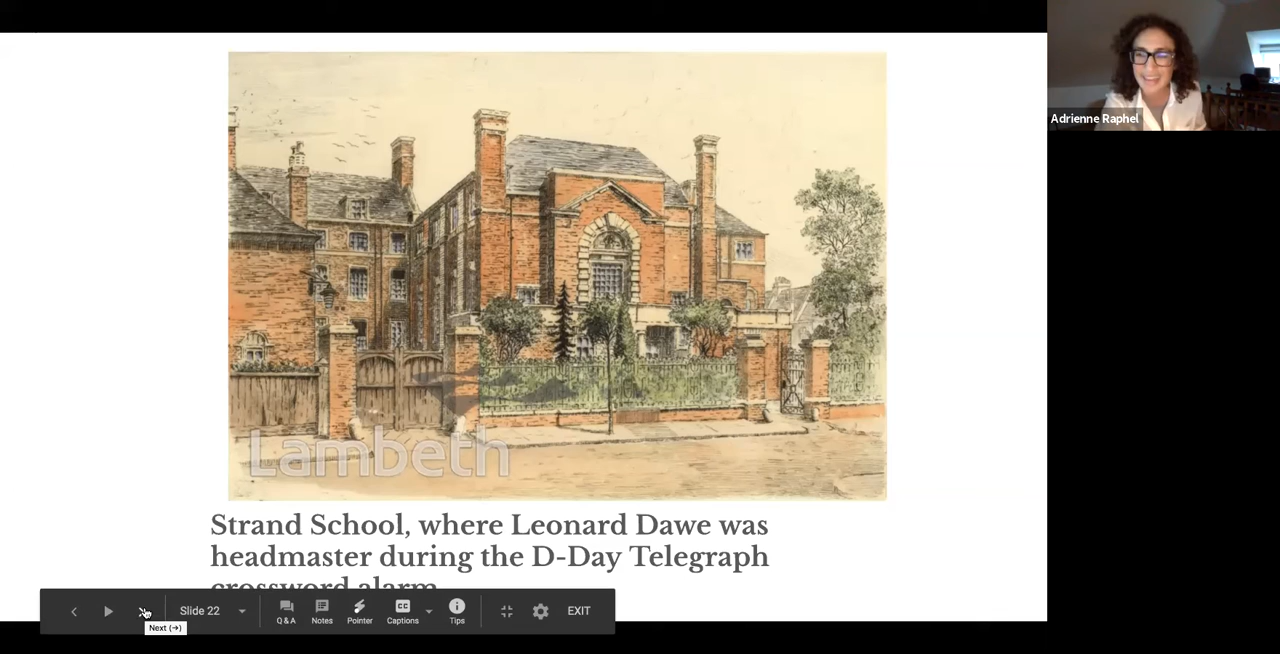 Adrienne Raphel
Lambeth
Strand School, where Leonard Dawe was
headmaster during the D-Day Telegraph
crossword alarm
Slide 22
Q & A
Notes
Pointer
CC
Captions
Tips
EXIT
Next (→)